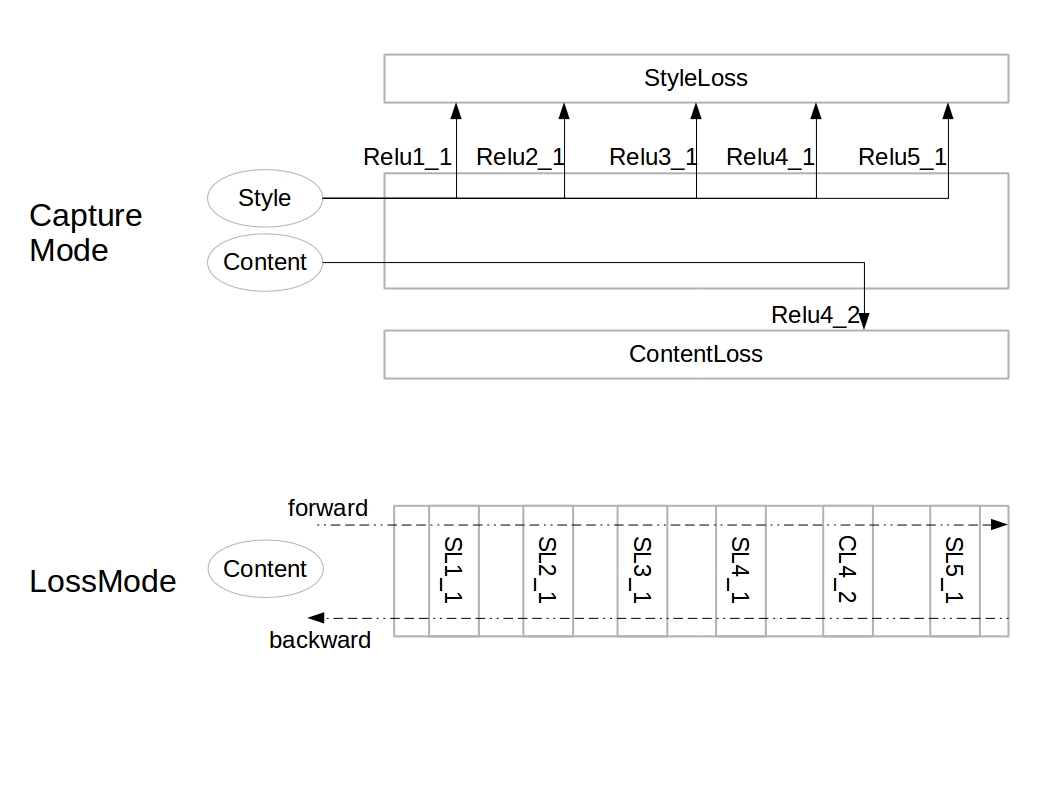 StyleLoss
Relu1_1 Relu2_1 Relu3_1 Relu4_1 Relu5_1
Style
Capture
Mode
Content
Relu4_2
ContentLoss
forward
SL1_1 SL2_1 SL3_1 SL4_1 CL4_2 SL5_1
Content
LossMode
backward